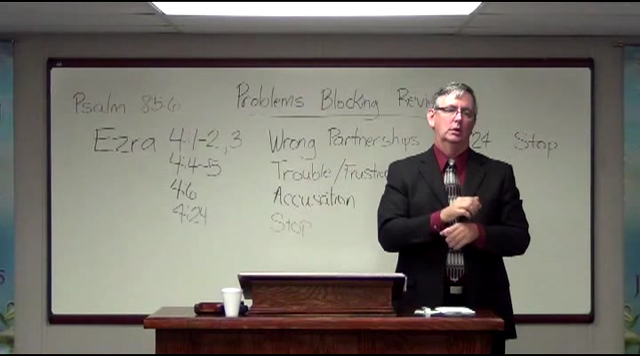 Psalm 85:6 Problems Blocking
Ezra 4:1-2,3 Wrong Partnerships 24 Stop
4:4-5 Trouble/
4:6 Accusation
4:24 Stop